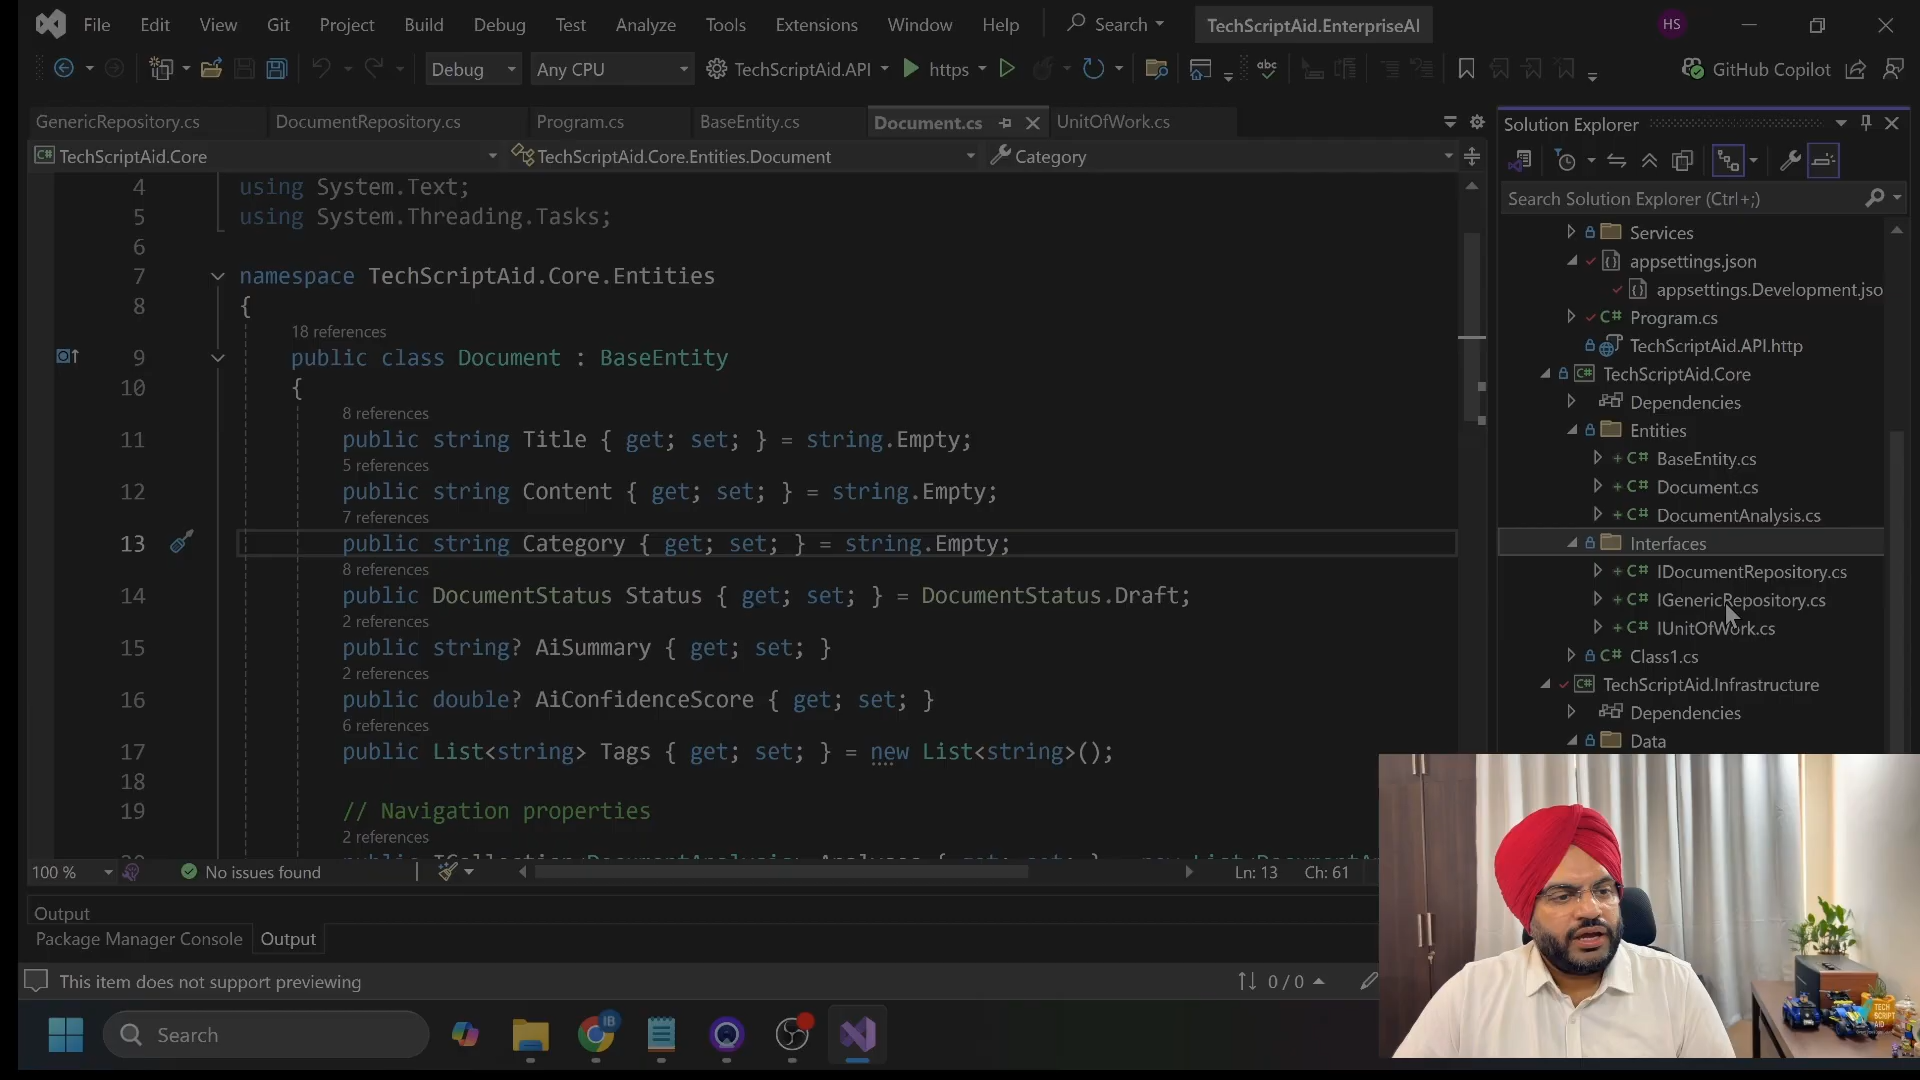 File Edit View Git Project Build Debug Test Analyze Tools Extensions Window Help Search TechScriptAid.EnterpriseAI HS
Debug Any CPU TechScriptAid.API https GitHub Copilot
GenericRepository.cs DocumentRepository.cs Program.cs BaseEntity.cs Document.cs UnitOfWork.cs
TechScriptAid.Core TechScriptAid.Core.Entities.Document Category
4 using System.Text;
5 using System.Threading.Tasks;
6
7 namespace TechScriptAid.Core.Entities
8 {
18 references
9 public class Document : BaseEntity
10 {
8 references
11 public string Title { get; set; } = string.Empty;
5 references
12 public string Content { get; set; } = string.Empty;
7 references
13 public string Category { get; set; } = string.Empty;
8 references
14 public DocumentStatus Status { get; set; } = DocumentStatus.Draft;
2 references
15 public string? AiSummary { get; set; }
2 references
16 public double? AiConfidenceScore { get; set; }
6 references
17 public List<string> Tags { get; set; } = new List<string>();
18
19 // Navigation properties
2 references
100 % No issues found Ln: 13 Ch: 61
Output
Package Manager Console Output
This item does not support previewing 0 / 0
Search
Solution Explorer
Search Solution Explorer (Ctrl+;)
Services
appsettings.json
appsettings.Development.jso
Program.cs
TechScriptAid.API.http
TechScriptAid.Core
Dependencies
Entities
BaseEntity.cs
Document.cs
DocumentAnalysis.cs
Interfaces
IDocumentRepository.cs
IGenericRepository.cs
IUnitOfWork.cs
Class1.cs
TechScriptAid.Infrastructure
Dependencies
Data
TECH
SCRIPT
AID